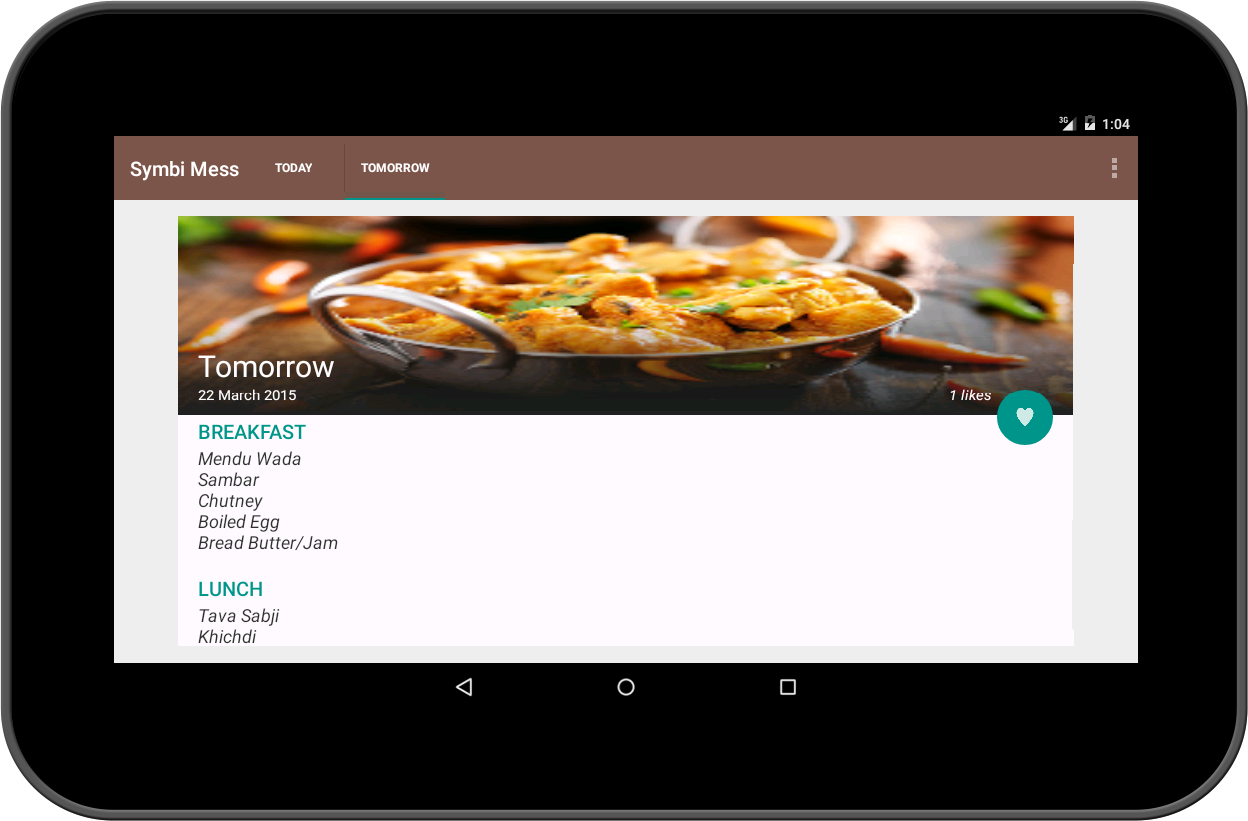 3G 1:04
Symbi Mess TODAY TOMORROW
Tomorrow
22 March 2015 1 likes
BREAKFAST
Mendu Wada
Sambar
Chutney
Boiled Egg
Bread Butter/Jam
LUNCH
Tava Sabji
Khichdi